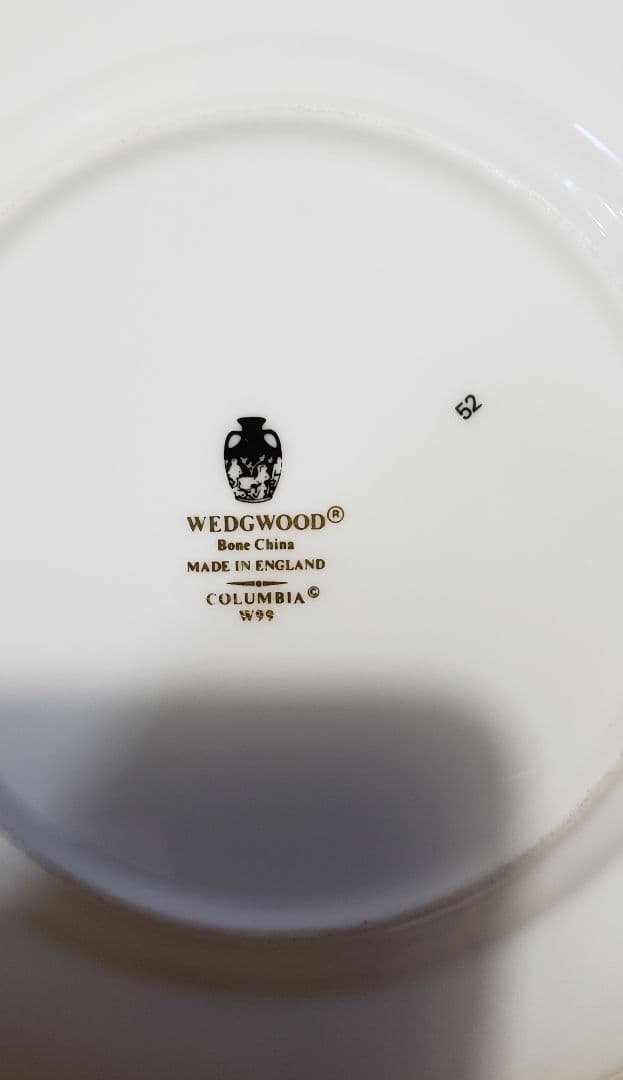 52
WEDGWOOD®
Bone China
MADE IN ENGLAND
COLUMBIA©
W99